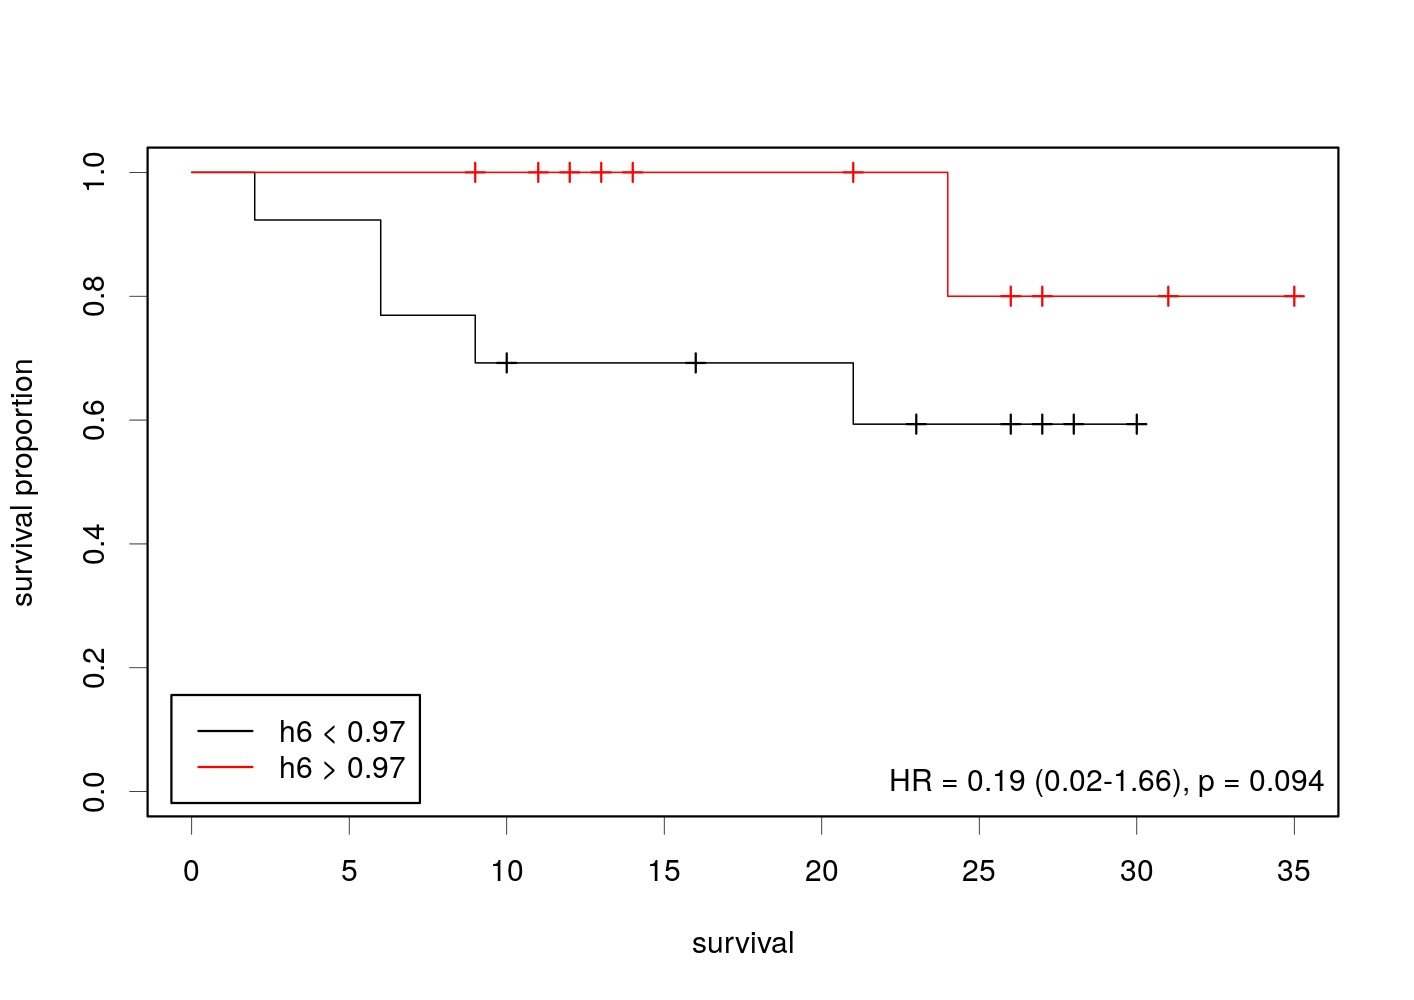 survival proportion
1.0
0.8
0.6
0.4
0.2
0.0
h6 < 0.97
h6 > 0.97
HR = 0.19 (0.02-1.66), p = 0.094
0 5 10 15 20 25 30 35
survival